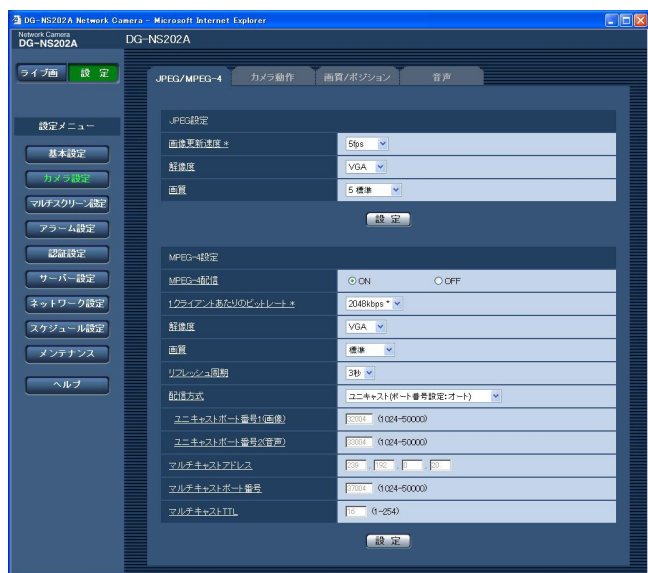 DG-NS202A Network Camera - Microsoft Internet Explorer
Network Camera
DG-NS202A
DG-NS202A
ライブ画 設 定
JPEG/MPEG-4 カメラ動作 画質/ポジション 音声
設定メニュー
基本設定
カメラ設定
マルチスクリーン設定
アラーム設定
認証設定
サーバー設定
ネットワーク設定
スケジュール設定
メンテナンス
ヘルプ
JPEG設定
画像更新速度 * 5fps
解像度 VGA
画質 5 標準
設 定
MPEG-4設定
MPEG-4配信 ON OFF
1クライアントあたりのビットレート * 2048kbps *
解像度 VGA
画質 標準
リフレッシュ周期 3秒
配信方式 ユニキャスト(ポート番号設定:オート)
ユニキャストポート番号1(画像) 32004 (1024-50000)
ユニキャストポート番号2(音声) 33004 (1024-50000)
マルチキャストアドレス 239 . 192 . 0 . 20
マルチキャストポート番号 37004 (1024-50000)
マルチキャストTTL 16 (1-254)
設 定